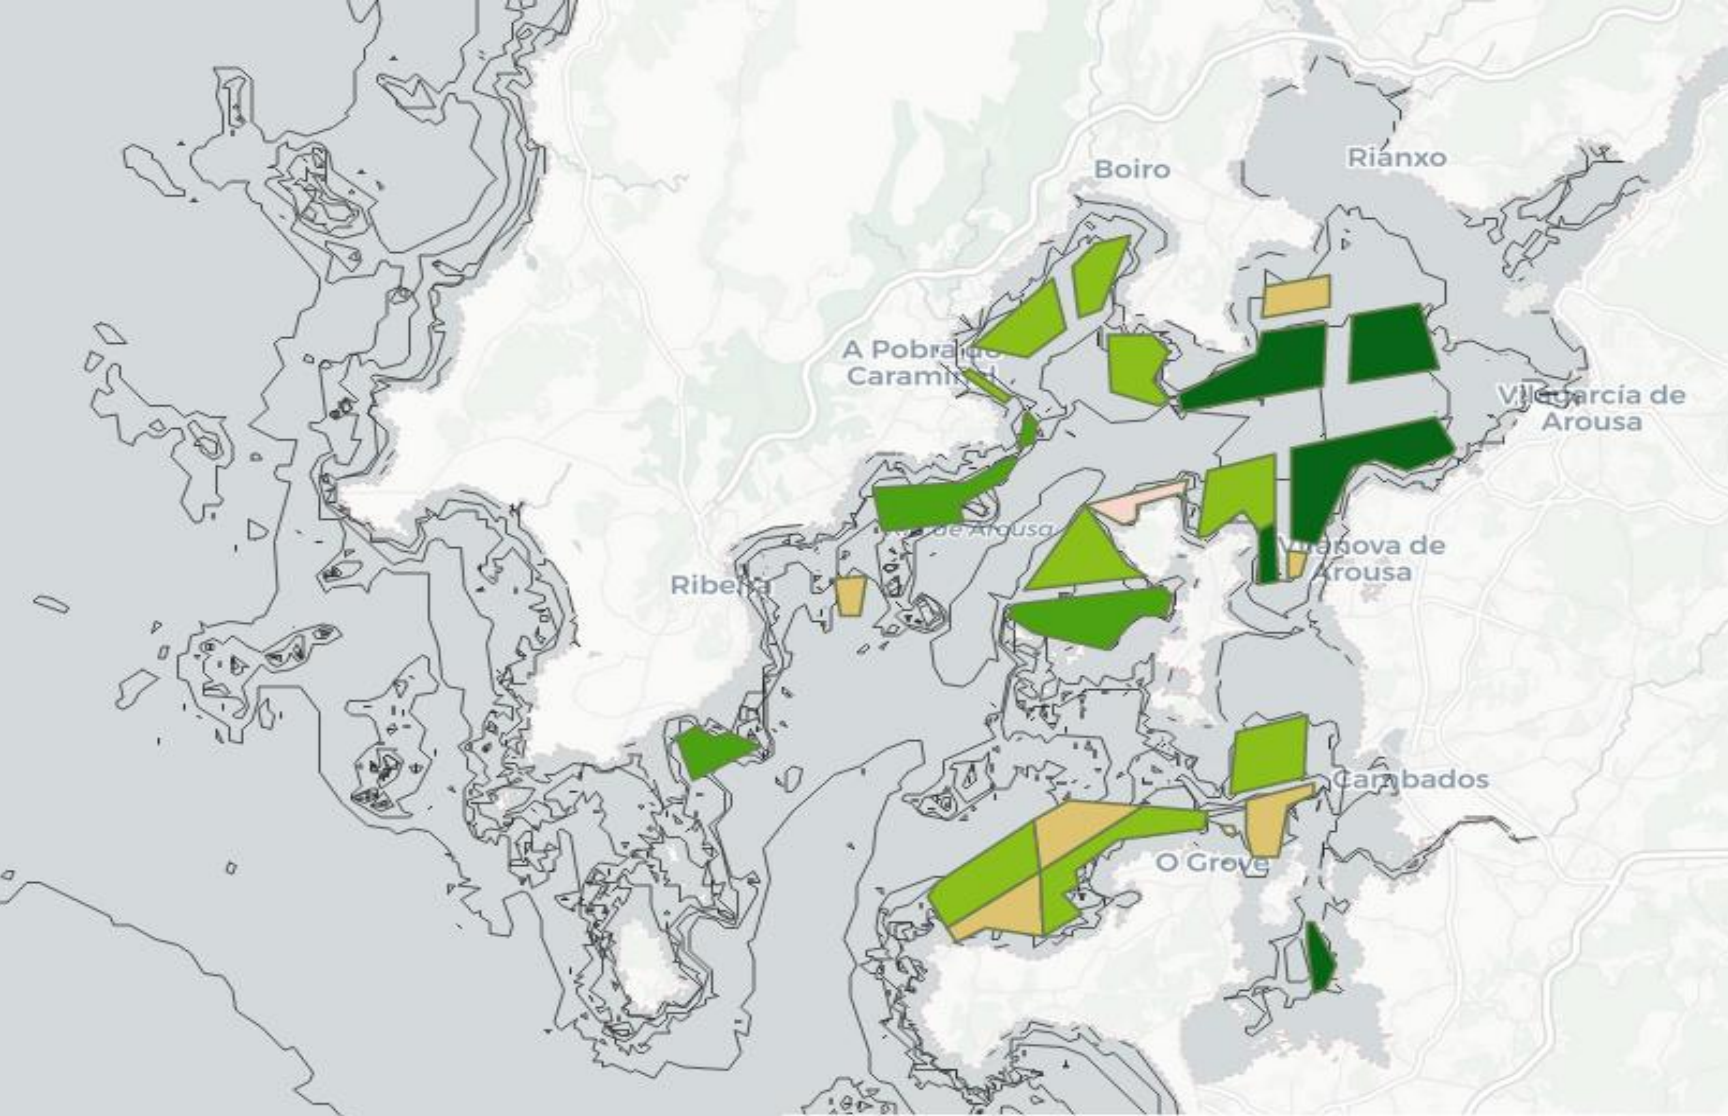 Boiro
Rianxo
A Pobra do
Caramiñal
Vilagarcía de
Arousa
de Arousa
Vilanova de
Arousa
Ribeira
Cambados
O Grove